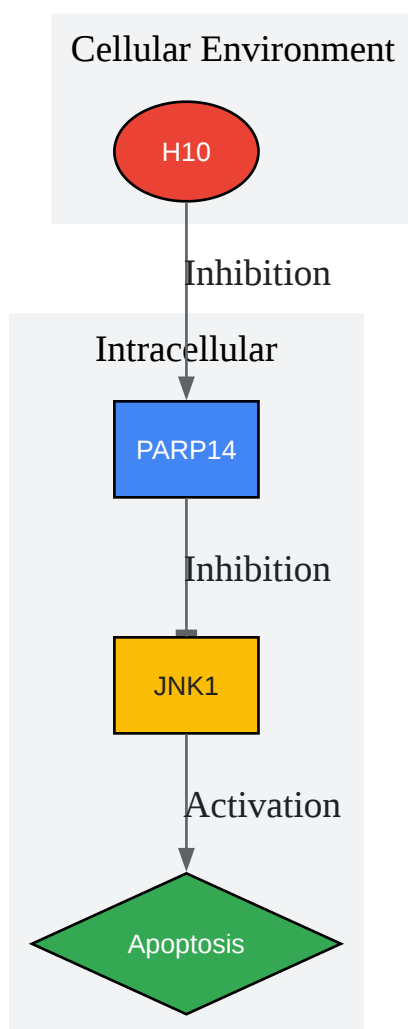 Cellular Environment
H10
Inhibition
Intracellular
PARP14
Inhibition
JNK1
Activation
Apoptosis